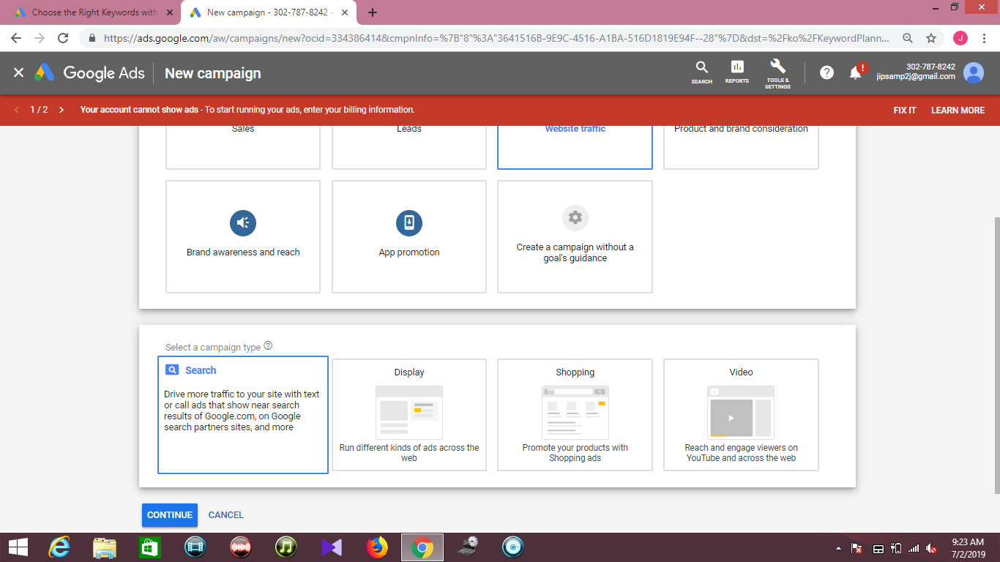 Choose the Right Keywords with
New campaign - 302-787-8242 -
https://ads.google.com/aw/campaigns/new?ocid=334386414&cmpnInfo=%7B"8"%3A"3641516B-9E9C-4516-A1BA-516D1819E94F--28"%7D&dst=%2Fko%2FKeywordPlann...
J
Google Ads
New campaign
SEARCH
REPORTS
TOOLS &
SETTINGS
302-787-8242
jipsamp2j@gmail.com
1 / 2
Your account cannot show ads - To start running your ads, enter your billing information.
FIX IT
LEARN MORE
Sales
Leads
Website traffic
Product and brand consideration
Brand awareness and reach
App promotion
Create a campaign without a
goal's guidance
Select a campaign type
Search
Drive more traffic to your site with text
or call ads that show near search
results of Google.com, on Google
search partners sites, and more
Display
Run different kinds of ads across the
web
Shopping
Promote your products with
Shopping ads
Video
Reach and engage viewers on
YouTube and across the web
CONTINUE
CANCEL
9:23 AM
7/2/2019